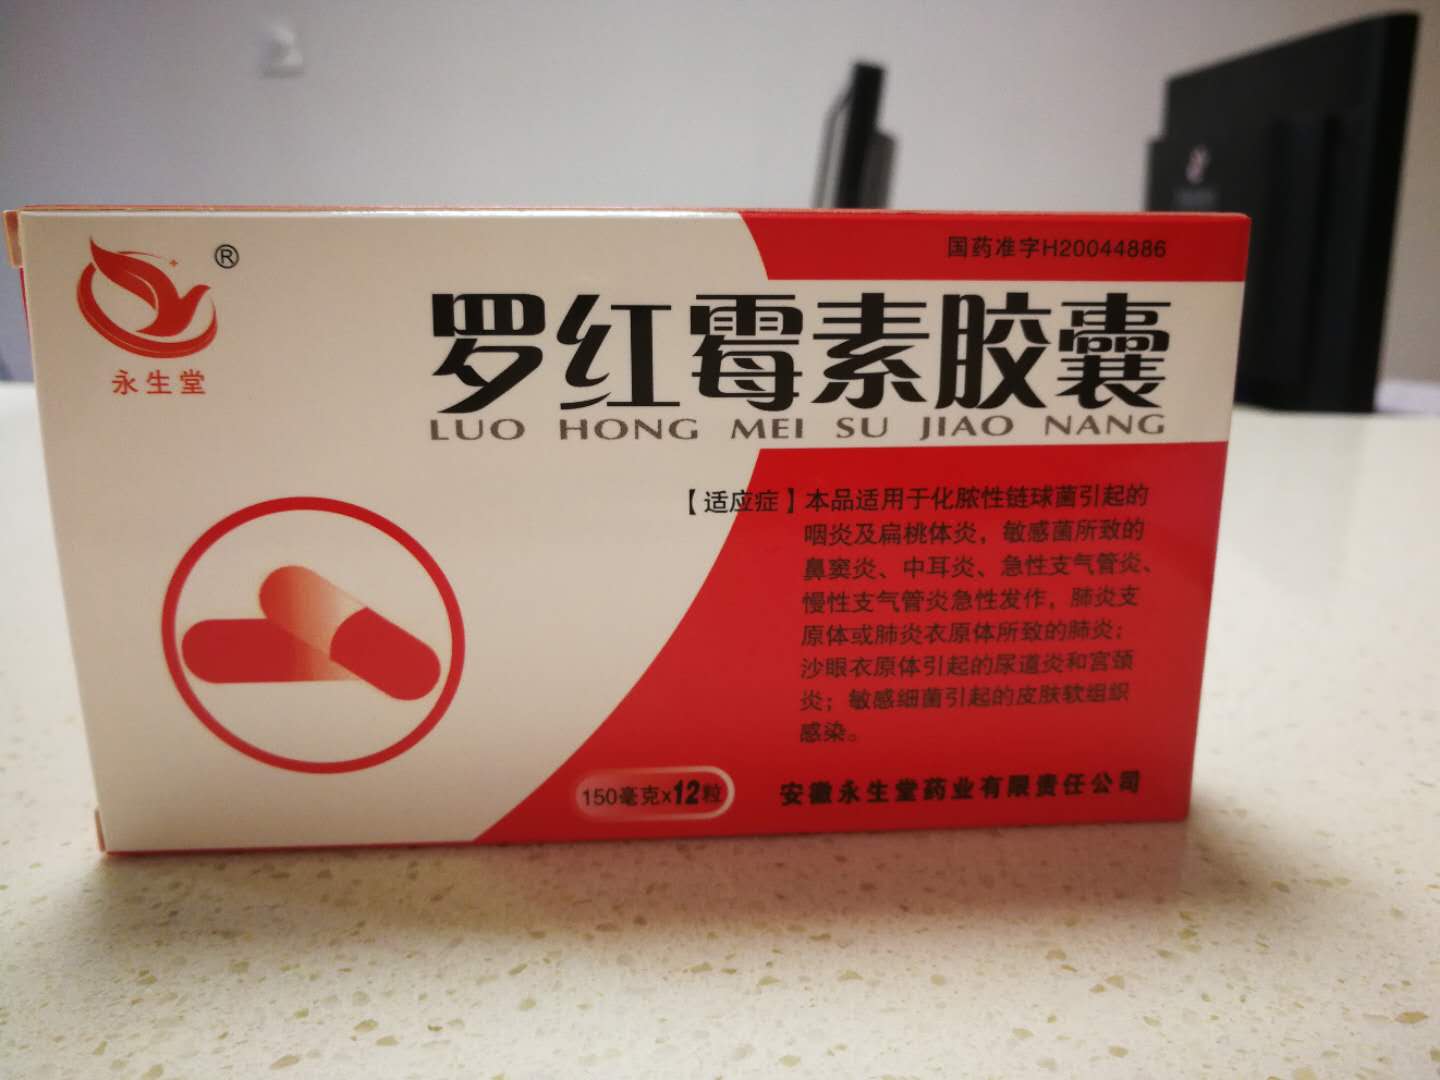 国药准字H20044886
®
永生堂
罗红霉素胶囊
LUO HONG MEI SU JIAO NANG
【适应症】本品适用于化脓性链球菌引起的
咽炎及扁桃体炎，敏感菌所致的
鼻窦炎、中耳炎、急性支气管炎、
慢性支气管炎急性发作，肺炎支
原体或肺炎衣原体所致的肺炎；
沙眼衣原体引起的尿道炎和宫颈
炎；敏感细菌引起的皮肤软组织
感染。
150毫克x12粒
安徽永生堂药业有限责任公司